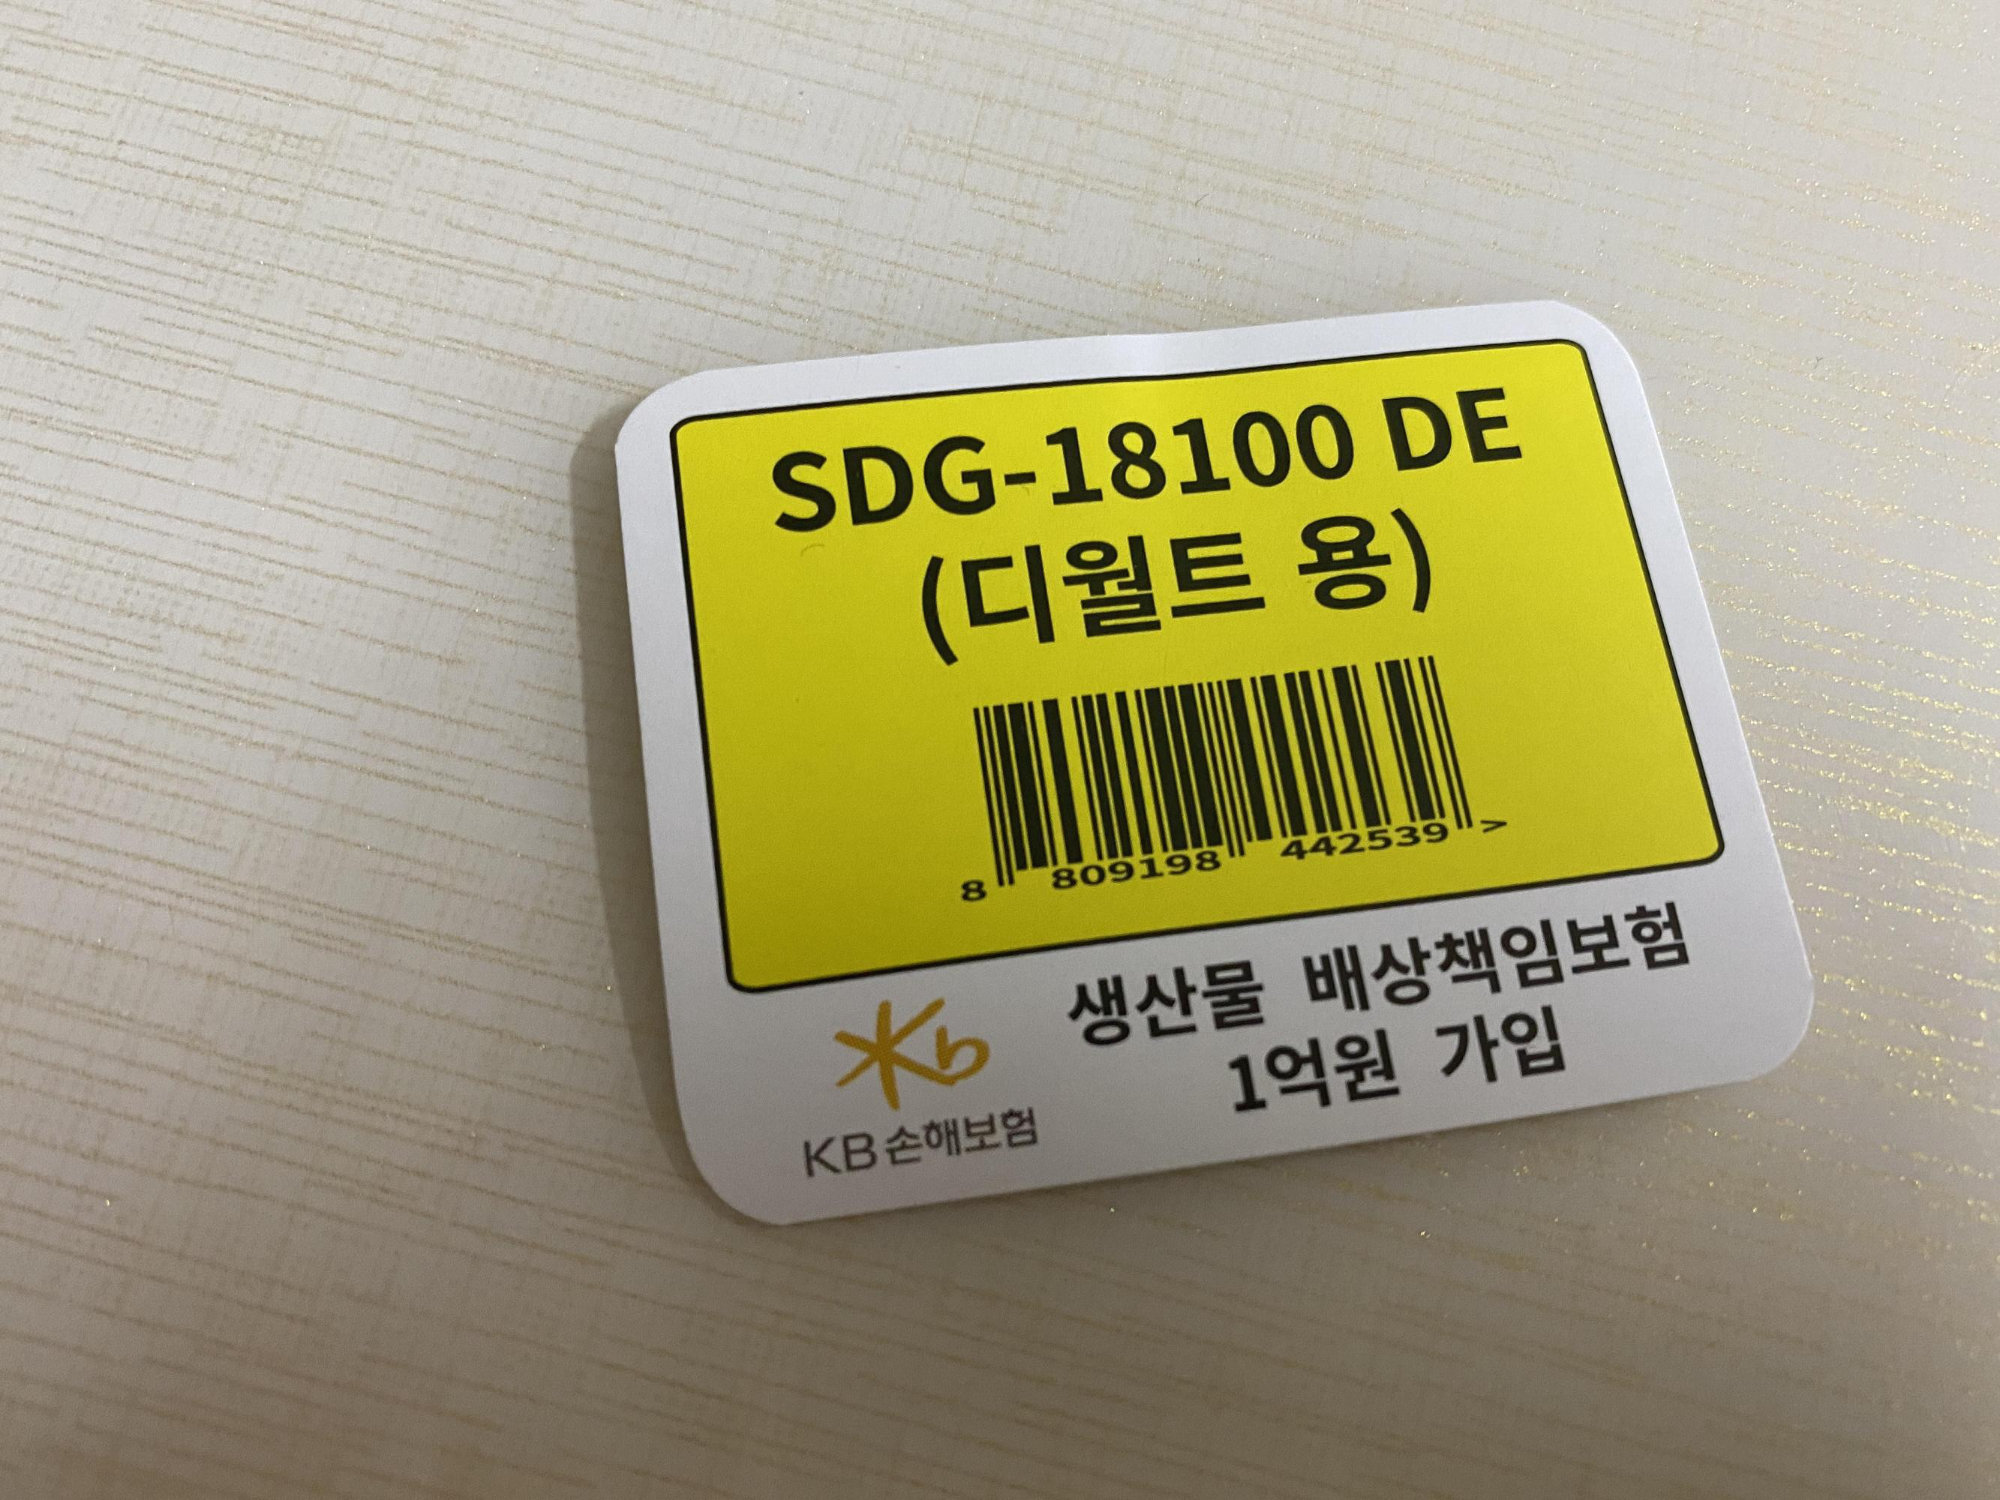 SDG-18100 DE
(디월트 용)
8 809198 442539 >
생산물 배상책임보험
1억원 가입
Kb
KB손해보험